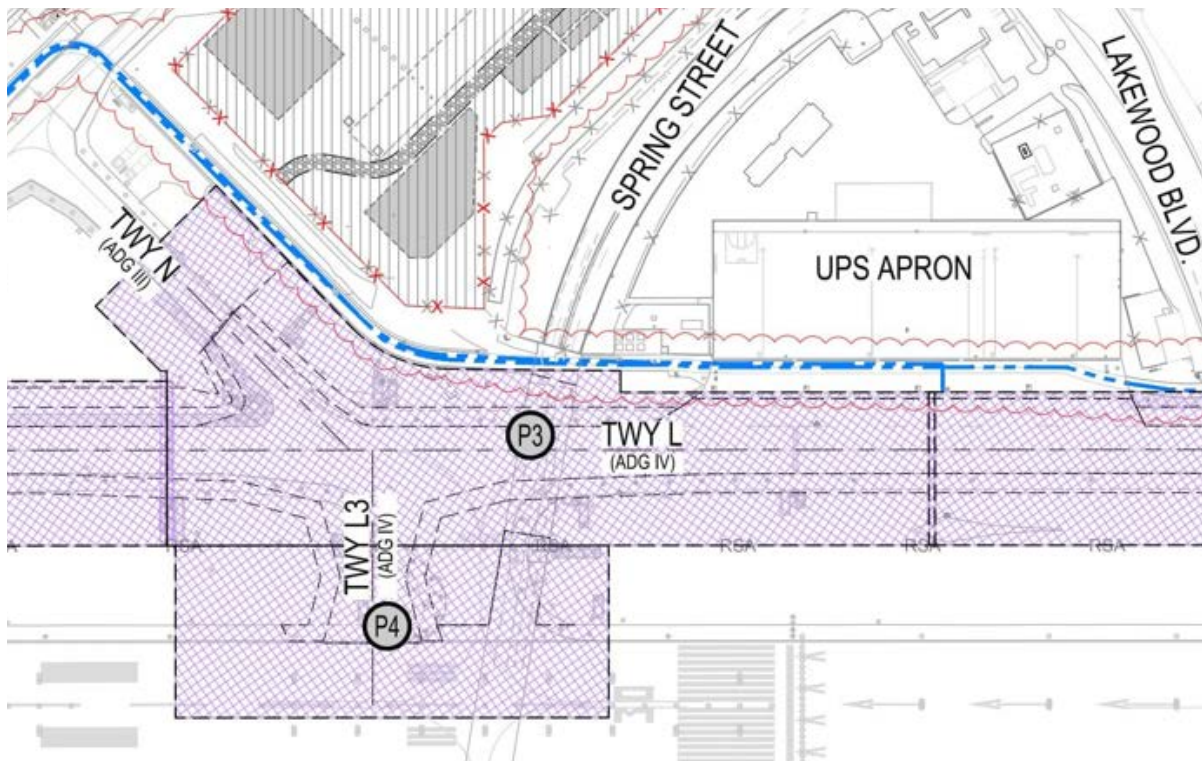 SPRING STREET
LAKEWOOD BLVD.
TWY N
(ADG III)
UPS APRON
P3
TWY L
(ADG IV)
TWY L3
(ADG IV)
RSA
RSA
RSA
RSA
RSA
P4